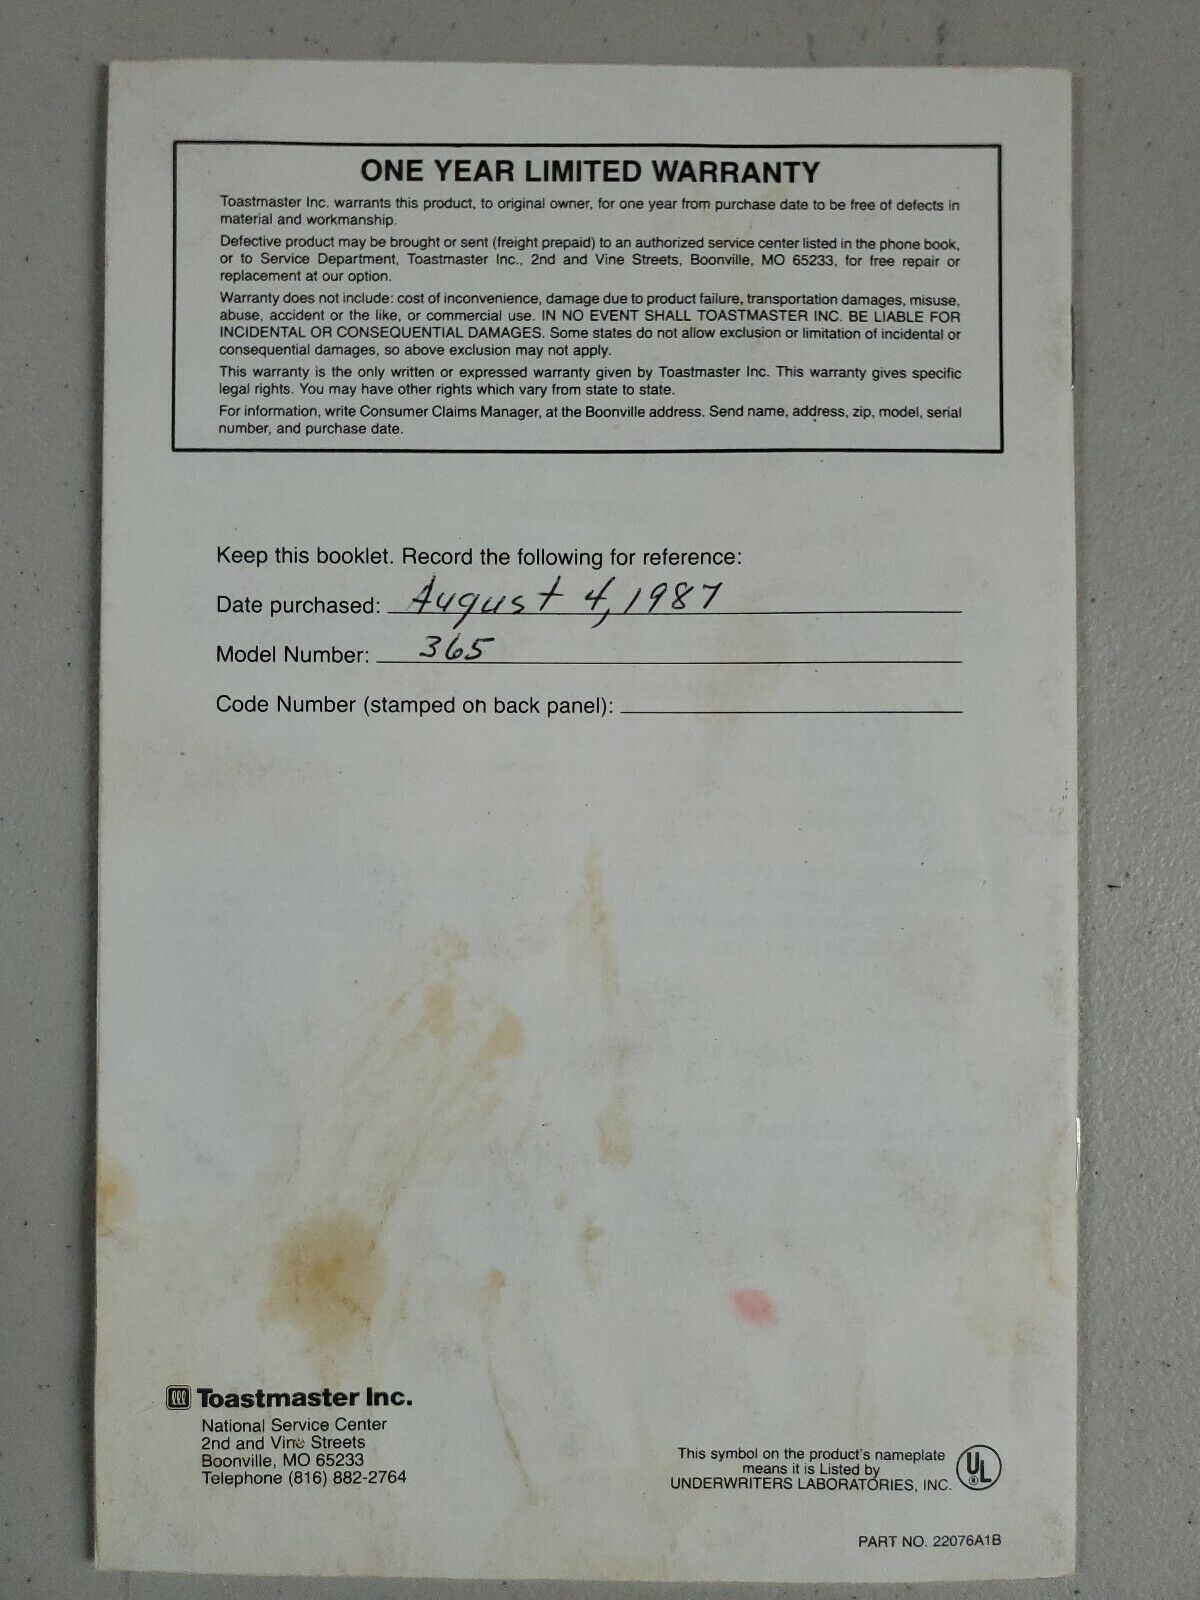 ONE YEAR LIMITED WARRANTY
Toastmaster Inc. warrants this product, to original owner, for one year from purchase date to be free of defects in
material and workmanship.
Defective product may be brought or sent (freight prepaid) to an authorized service center listed in the phone book,
or to Service Department, Toastmaster Inc., 2nd and Vine Streets, Boonville, MO 65233, for free repair or
replacement at our option.
Warranty does not include: cost of inconvenience, damage due to product failure, transportation damages, misuse,
abuse, accident or the like, or commercial use. IN NO EVENT SHALL TOASTMASTER INC. BE LIABLE FOR
INCIDENTAL OR CONSEQUENTIAL DAMAGES. Some states do not allow exclusion or limitation of incidental or
consequential damages, so above exclusion may not apply.
This warranty is the only written or expressed warranty given by Toastmaster Inc. This warranty gives specific
legal rights. You may have other rights which vary from state to state.
For information, write Consumer Claims Manager, at the Boonville address. Send name, address, zip, model, serial
number, and purchase date.
Keep this booklet. Record the following for reference:
Date purchased: August 4, 1987
Model Number: 365
Code Number (stamped on back panel):
Toastmaster Inc.
National Service Center
2nd and Vine Streets
Boonville, MO 65233
Telephone (816) 882-2764
This symbol on the product's nameplate
means it is Listed by
UNDERWRITERS LABORATORIES, INC.
UL ®
PART NO. 22076A1B